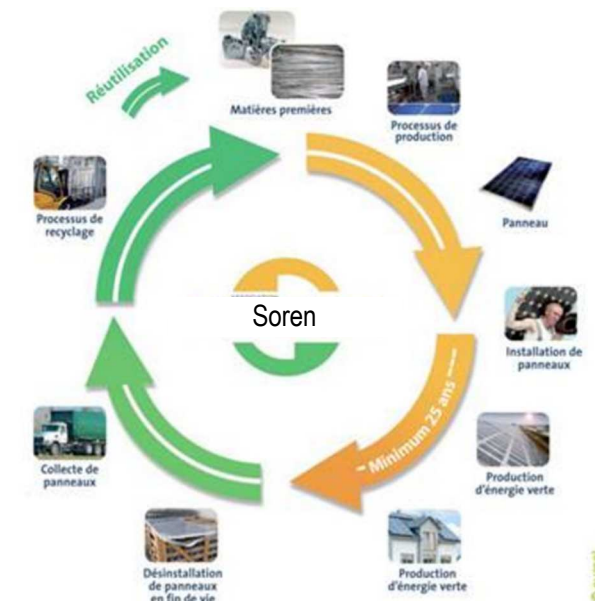 Réutilisation
Matières premières
Processus de
production
Panneau
Installation de
panneaux
Minimum 25 ans
Production
d'énergie verte
Production
d'énergie verte
Désinstallation
de panneaux
en fin de vie
Collecte de
panneaux
Processus de
recyclage
Soren